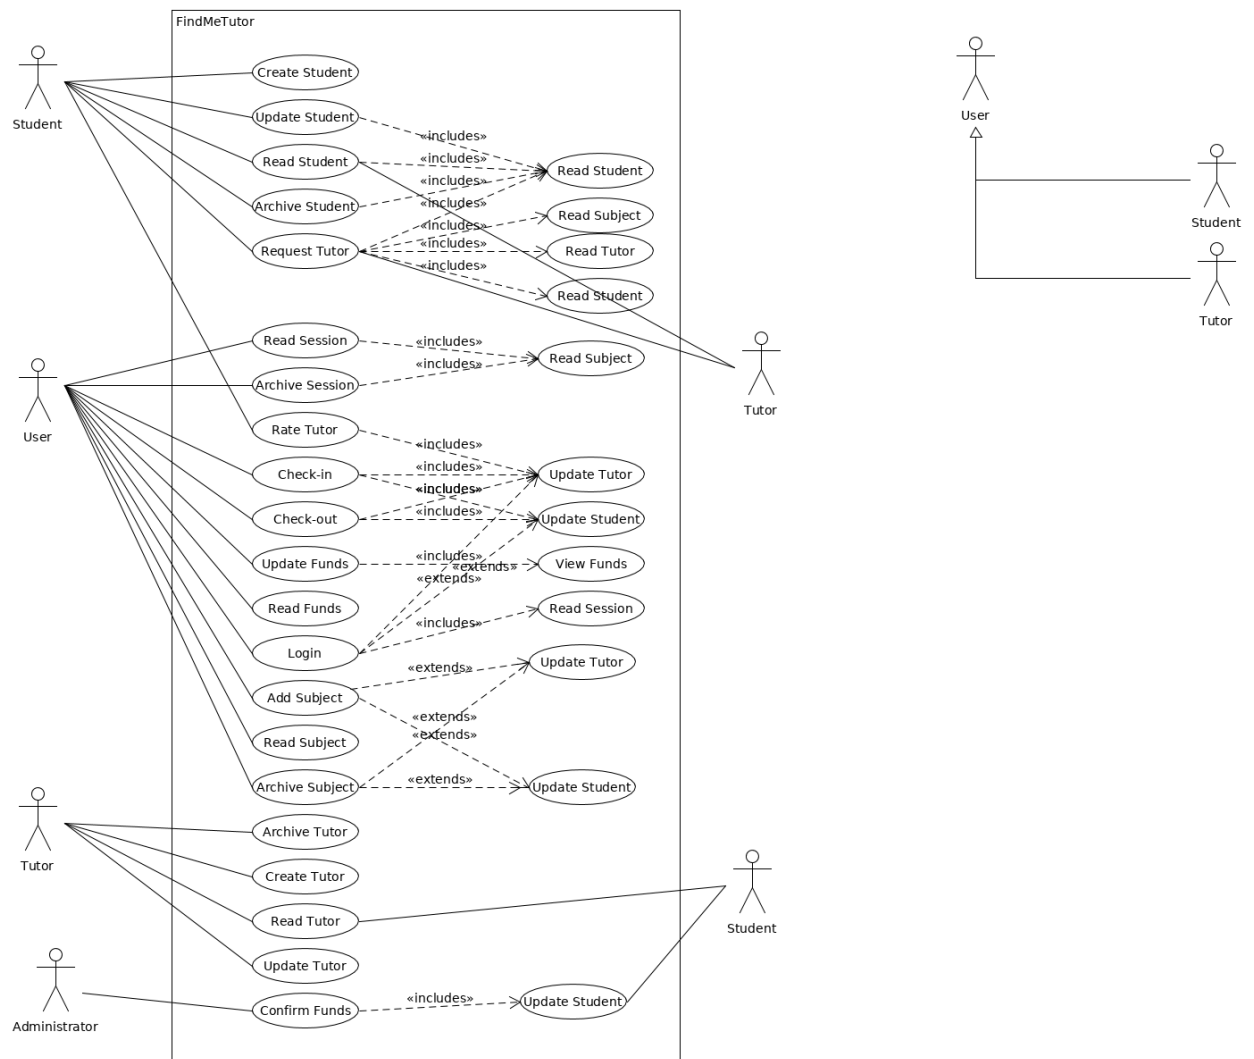 FindMeTutor
Student
Create Student
Update Student
Read Student
Archive Student
Request Tutor
«includes»
«includes»
«includes»
«includes»
«includes»
«includes»
«includes»
Read Student
Read Subject
Read Tutor
Read Student
User
Read Session
Archive Session
Rate Tutor
Check-in
Check-out
Update Funds
Read Funds
Login
Add Subject
Read Subject
Archive Subject
«includes»
«includes»
Read Subject
«includes»
«includes»
«includes»
«includes»
«includes»
«includes»
«extends»
«extends»
«includes»
Update Tutor
Update Student
View Funds
Read Session
«extends»
«extends»
«extends»
«extends»
Update Tutor
Update Student
Tutor
Archive Tutor
Create Tutor
Read Tutor
Update Tutor
Administrator
Confirm Funds
«includes»
Update Student
Tutor
Student
User
Student
Tutor